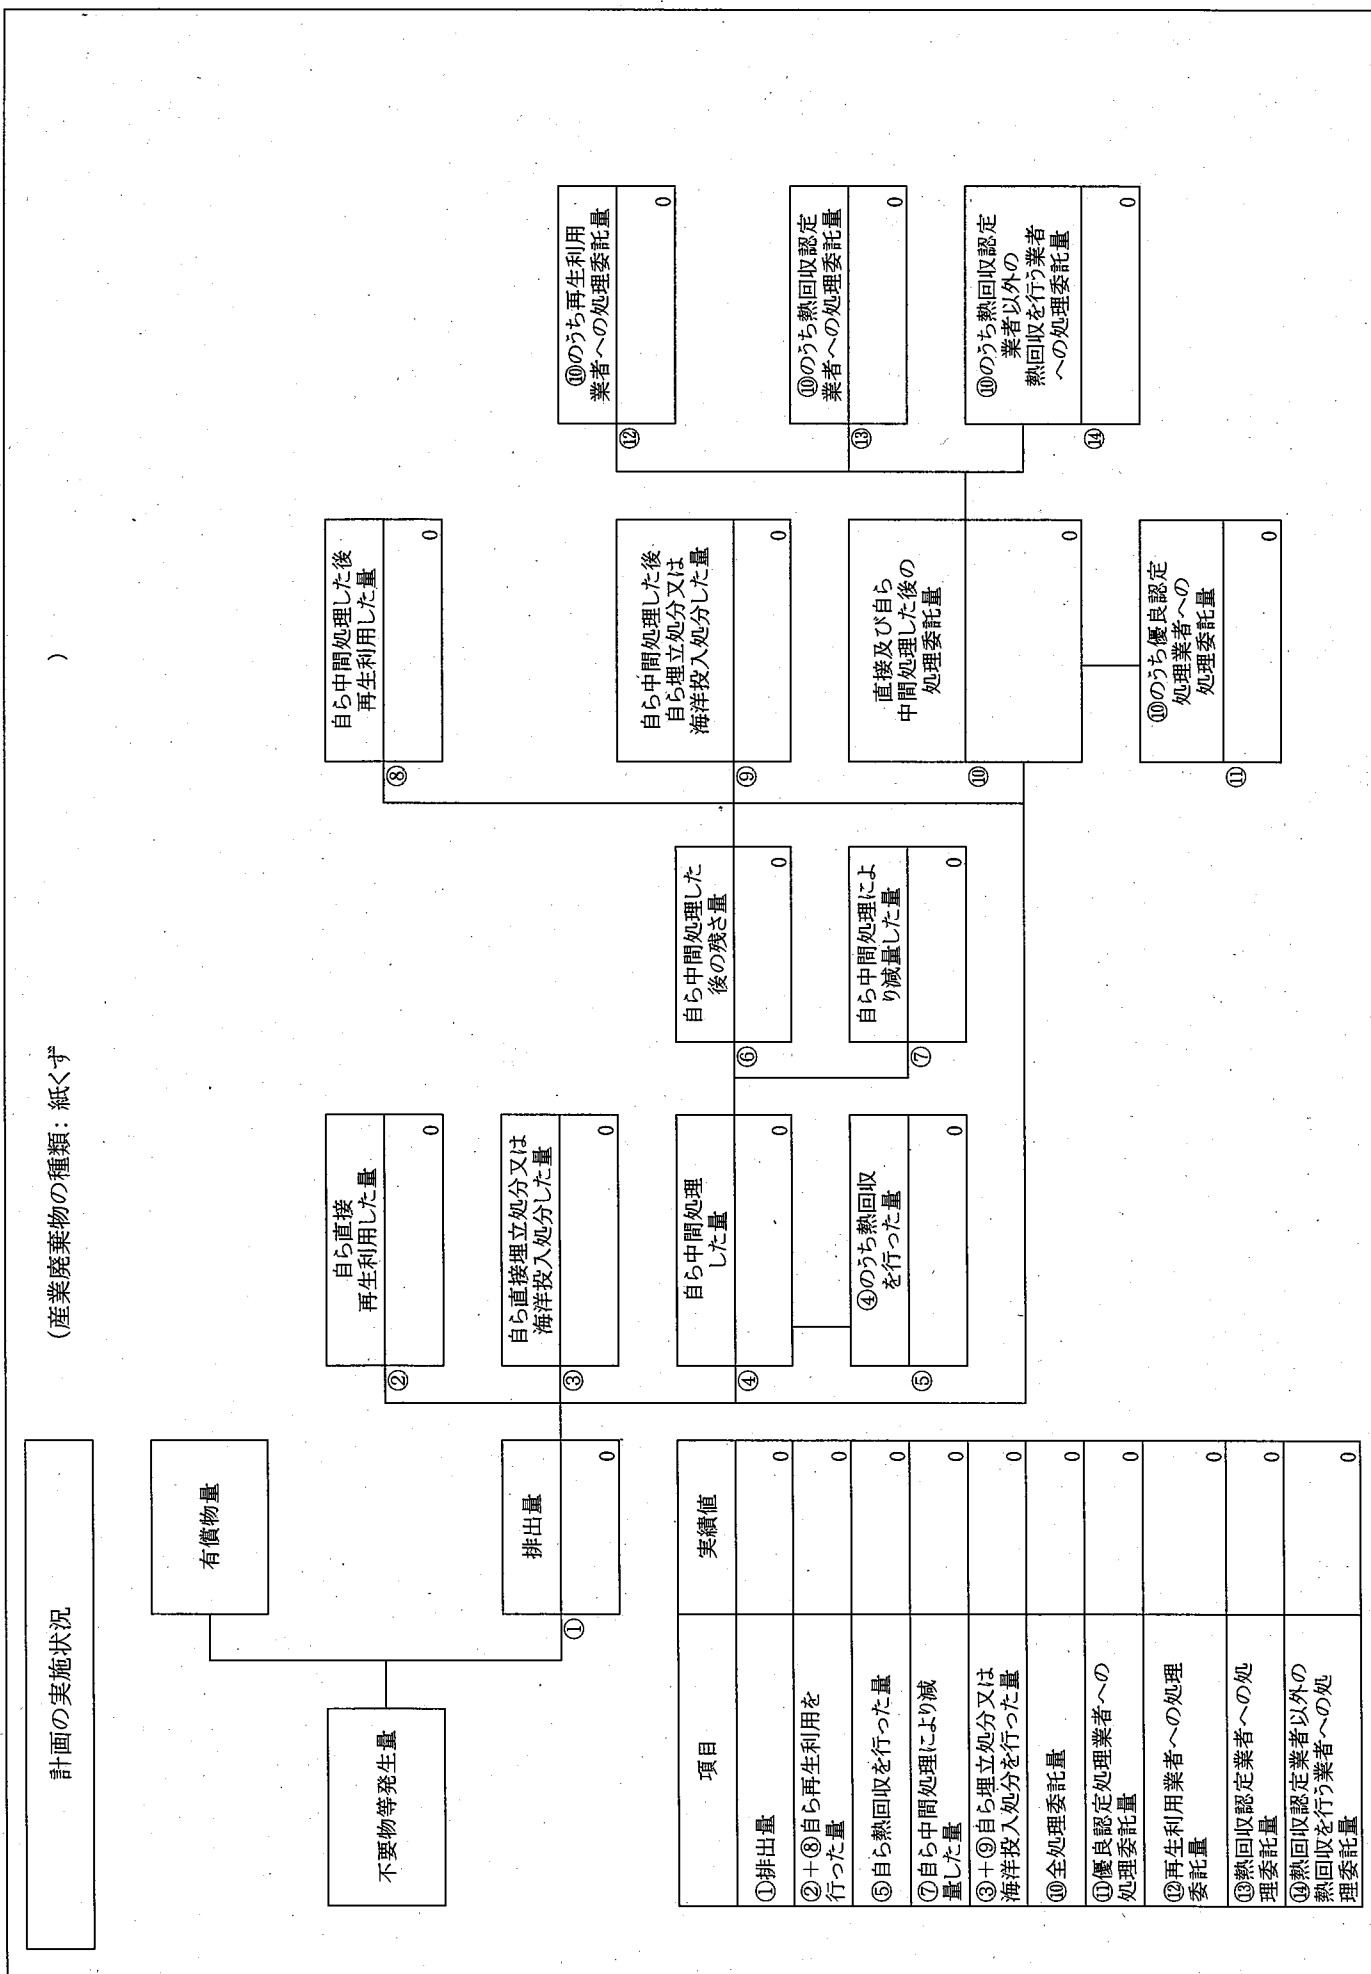 計画の実施状況
(産業廃棄物の種類：紙くず
)
不要物等発生量
有償物量
排出量
①
0
自ら直接
再生利用した量
②
0
自ら直接埋立処分又は
海洋投入処分した量
③
0
自ら中間処理
した量
④
0
④のうち熱回収
を行った量
⑤
0
自ら中間処理した
後の残さ量
⑥
0
自ら中間処理によ
り減量した量
⑦
0
自ら中間処理した後
再生利用した量
⑧
0
自ら中間処理した後
自ら埋立処分又は
海洋投入処分した量
⑨
0
直接及び自ら
中間処理した後の
処理委託量
⑩
0
⑩のうち優良認定
処理業者への
処理委託量
⑪
0
⑩のうち再生利用
業者への処理委託量
⑫
0
⑩のうち熱回収認定
業者への処理委託量
⑬
0
⑩のうち熱回収認定
業者以外の
熱回収を行う業者
への処理委託量
⑭
0
項目
実績値
①排出量
0
②＋⑧自ら再生利用を
行った量
0
⑤自ら熱回収を行った量
0
⑦自ら中間処理により減
量した量
0
③＋⑨自ら埋立処分又は
海洋投入処分を行った量
0
⑩全処理委託量
0
⑪優良認定処理業者への
処理委託量
0
⑫再生利用業者への処理
委託量
0
⑬熱回収認定業者への処
理委託量
0
⑭熱回収認定業者以外の
熱回収を行う業者への処
理委託量
0